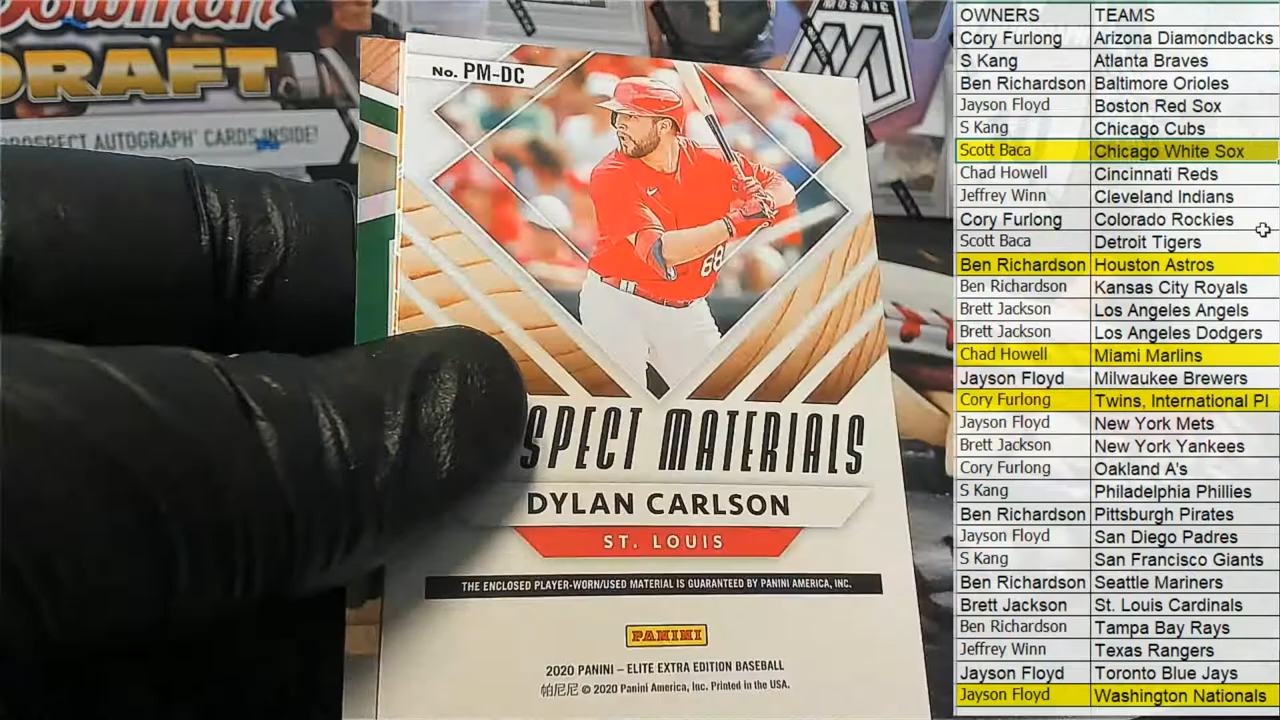 Bowman
DRAFT
PROSPECT AUTOGRAPH CARDS INSIDE!
MOSAIC
No. PM-DC
68
SPECT MATERIALS
DYLAN CARLSON
ST. LOUIS
THE ENCLOSED PLAYER-WORN/USED MATERIAL IS GUARANTEED BY PANINI AMERICA, INC.
PANINI
2020 PANINI – ELITE EXTRA EDITION BASEBALL
帕尼尼 © 2020 Panini America, Inc. Printed in the USA.
OWNERS TEAMS
Cory Furlong Arizona Diamondbacks
S Kang Atlanta Braves
Ben Richardson Baltimore Orioles
Jayson Floyd Boston Red Sox
S Kang Chicago Cubs
Scott Baca Chicago White Sox
Chad Howell Cincinnati Reds
Jeffrey Winn Cleveland Indians
Cory Furlong Colorado Rockies
Scott Baca Detroit Tigers
Ben Richardson Houston Astros
Ben Richardson Kansas City Royals
Brett Jackson Los Angeles Angels
Brett Jackson Los Angeles Dodgers
Chad Howell Miami Marlins
Jayson Floyd Milwaukee Brewers
Cory Furlong Twins, International Pl
Jayson Floyd New York Mets
Brett Jackson New York Yankees
Cory Furlong Oakland A's
S Kang Philadelphia Phillies
Ben Richardson Pittsburgh Pirates
Jayson Floyd San Diego Padres
S Kang San Francisco Giants
Ben Richardson Seattle Mariners
Brett Jackson St. Louis Cardinals
Ben Richardson Tampa Bay Rays
Jeffrey Winn Texas Rangers
Jayson Floyd Toronto Blue Jays
Jayson Floyd Washington Nationals